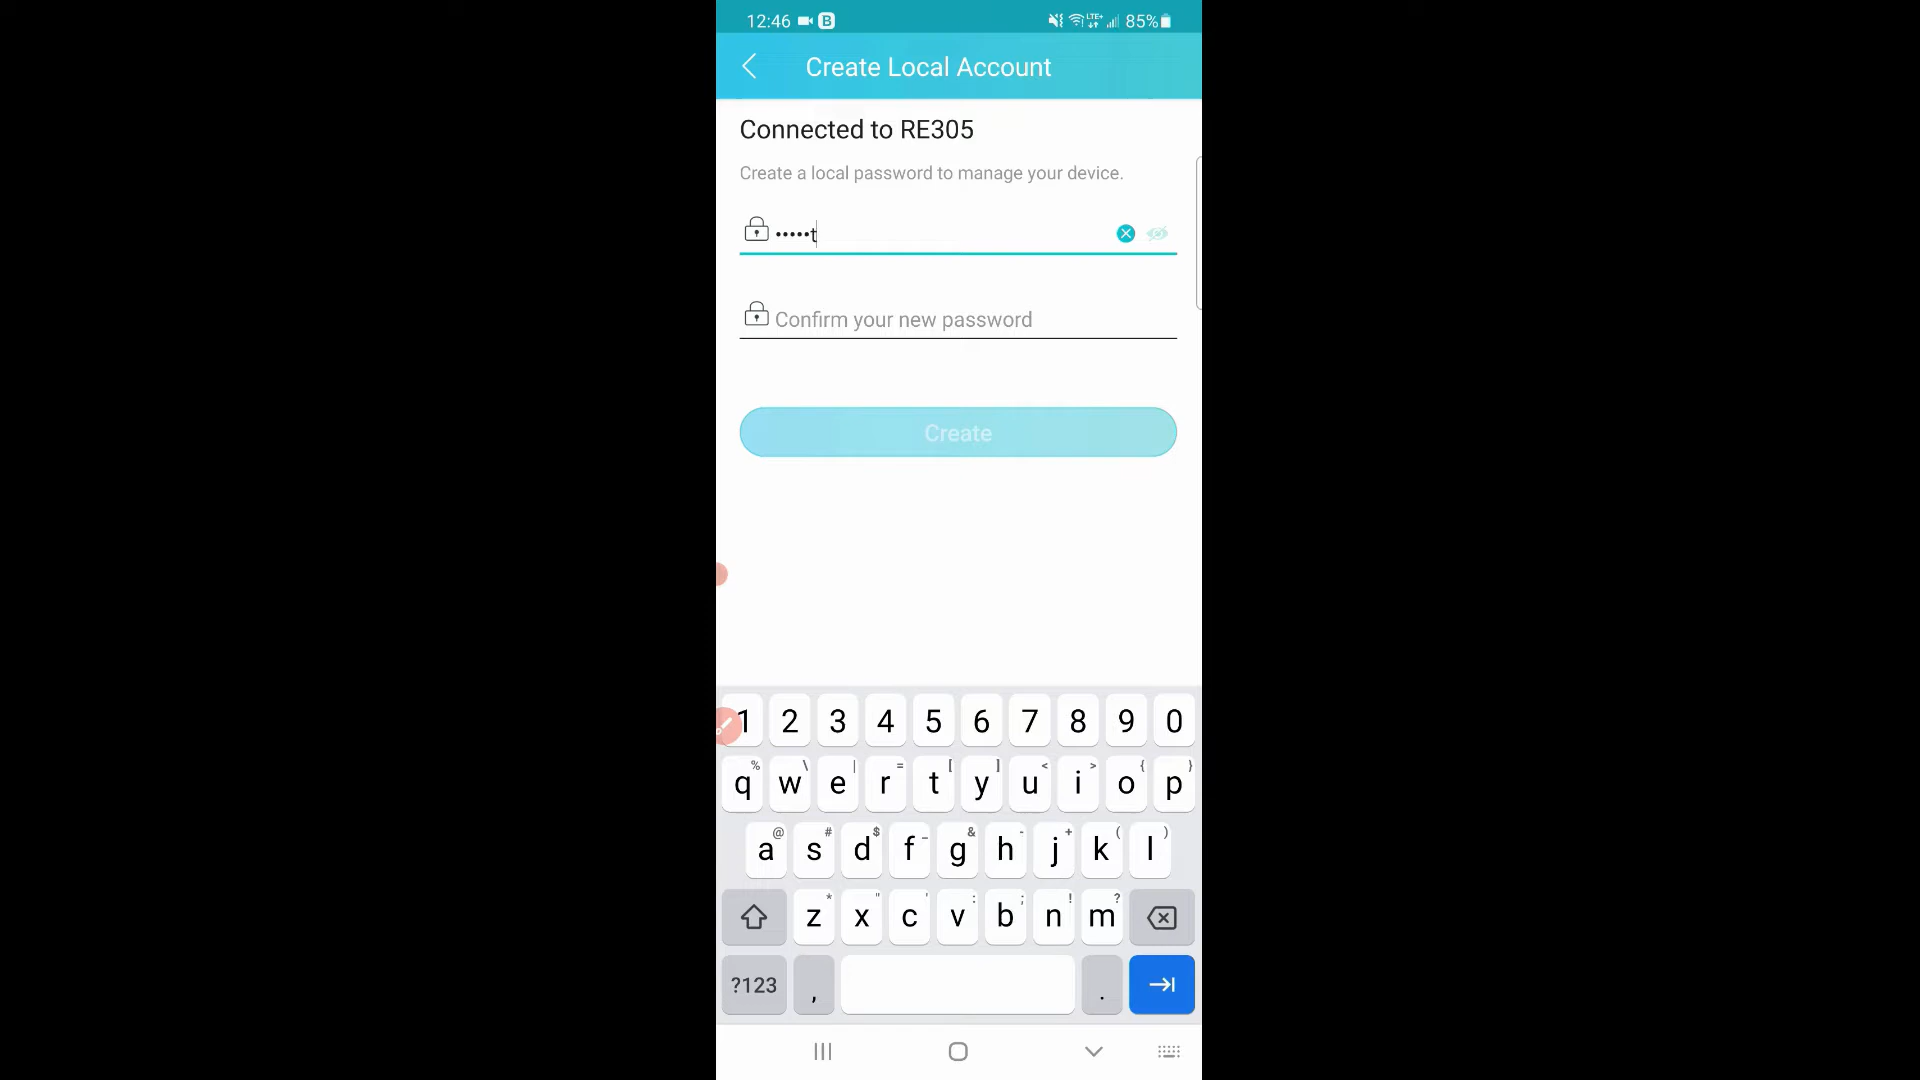 12:46 B LTE+ 85%
Create Local Account
Connected to RE305
Create a local password to manage your device.
•••••t
Confirm your new password
Create
1 2 3 4 5 6 7 8 9 0
% \ | = [ ] < > { }
q w e r t y u i o p
@ # $ _ & - + ( )
a s d f g h j k l
* " ' : ; ! ?
z x c v b n m
?123 , .